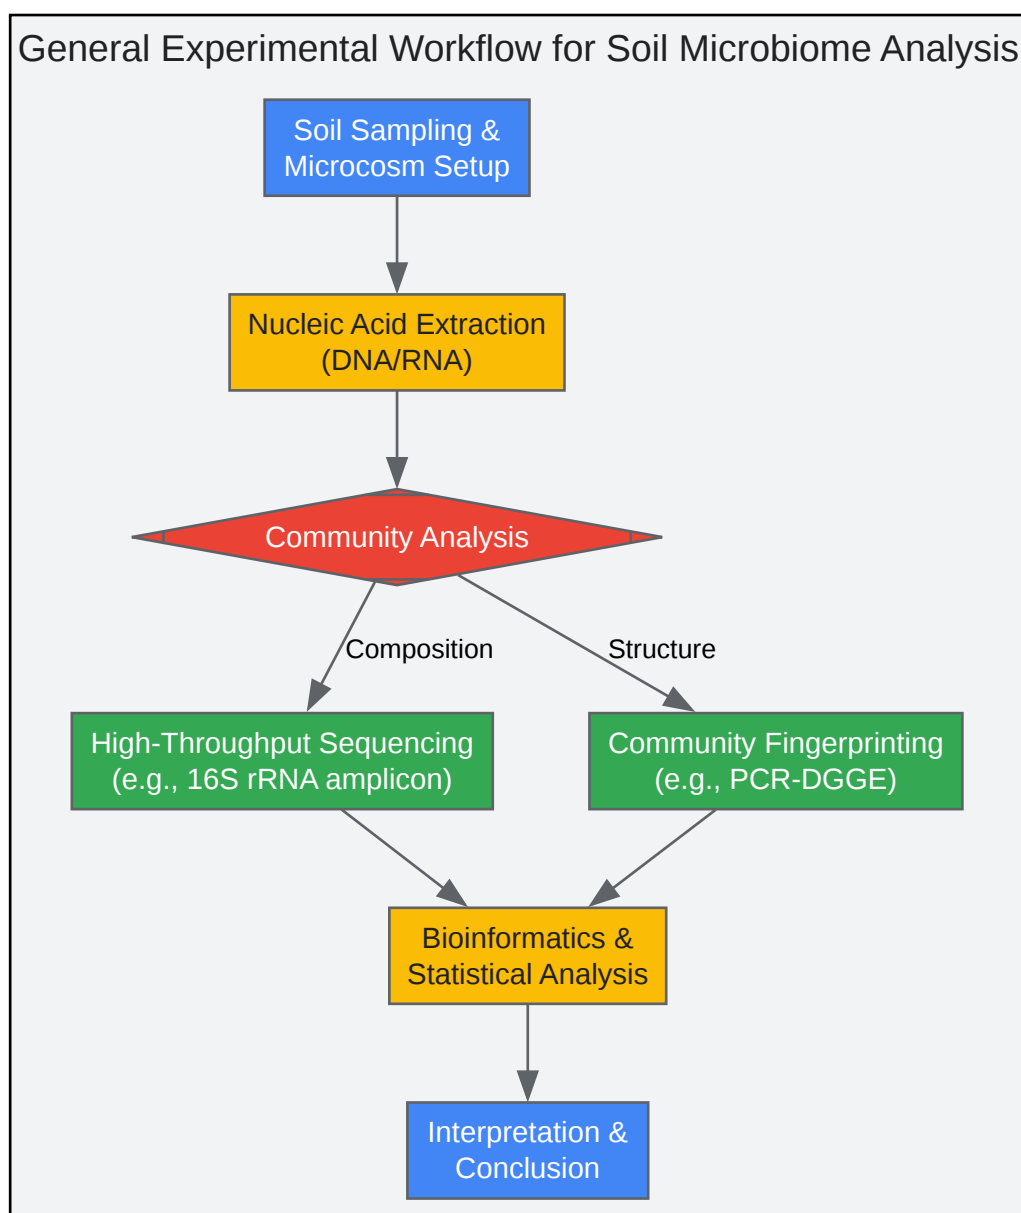 General Experimental Workflow for Soil Microbiome Analysis
Soil Sampling &
Microcosm Setup
Nucleic Acid Extraction
(DNA/RNA)
Community Analysis
Composition
Structure
High-Throughput Sequencing
(e.g., 16S rRNA amplicon)
Community Fingerprinting
(e.g., PCR-DGGE)
Bioinformatics &
Statistical Analysis
Interpretation &
Conclusion